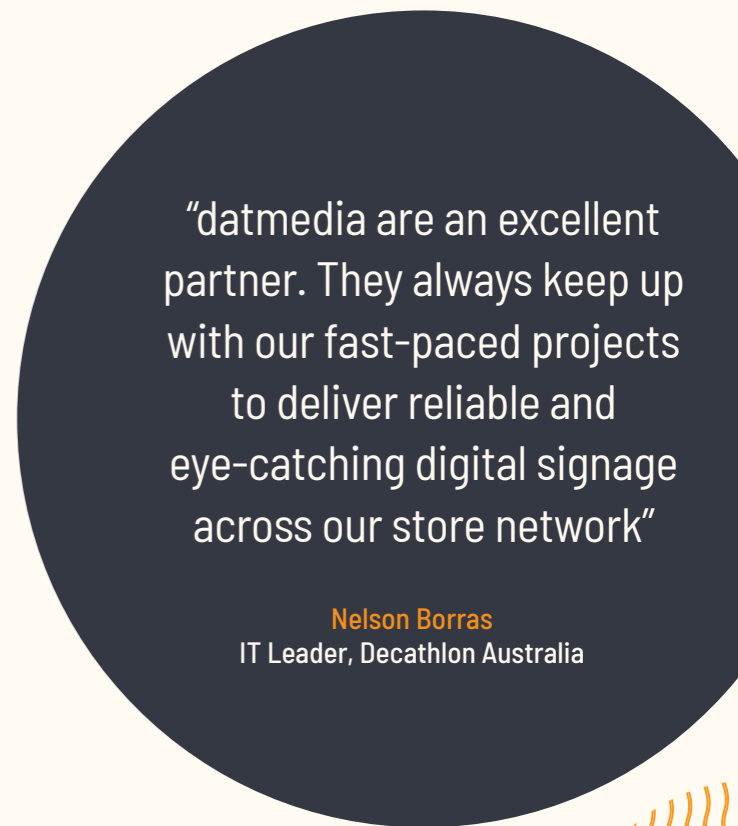 “datmedia are an excellent
partner. They always keep up
with our fast-paced projects
to deliver reliable and
eye-catching digital signage
across our store network”
Nelson Borras
IT Leader, Decathlon Australia